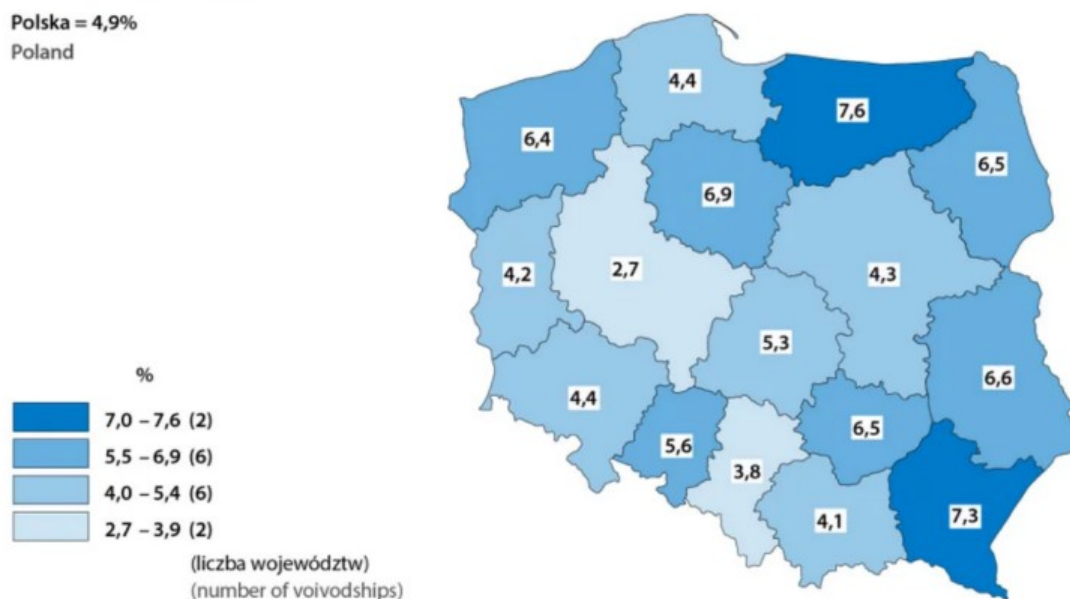 Polska = 4,9%
Poland
4,4
7,6
6,4
6,5
6,9
4,2
2,7
4,3
5,3
6,6
4,4
6,5
5,6
3,8
4,1
7,3
%
7,0 – 7,6 (2)
5,5 – 6,9 (6)
4,0 – 5,4 (6)
2,7 – 3,9 (2)
(liczba województw)
(number of voivodships)